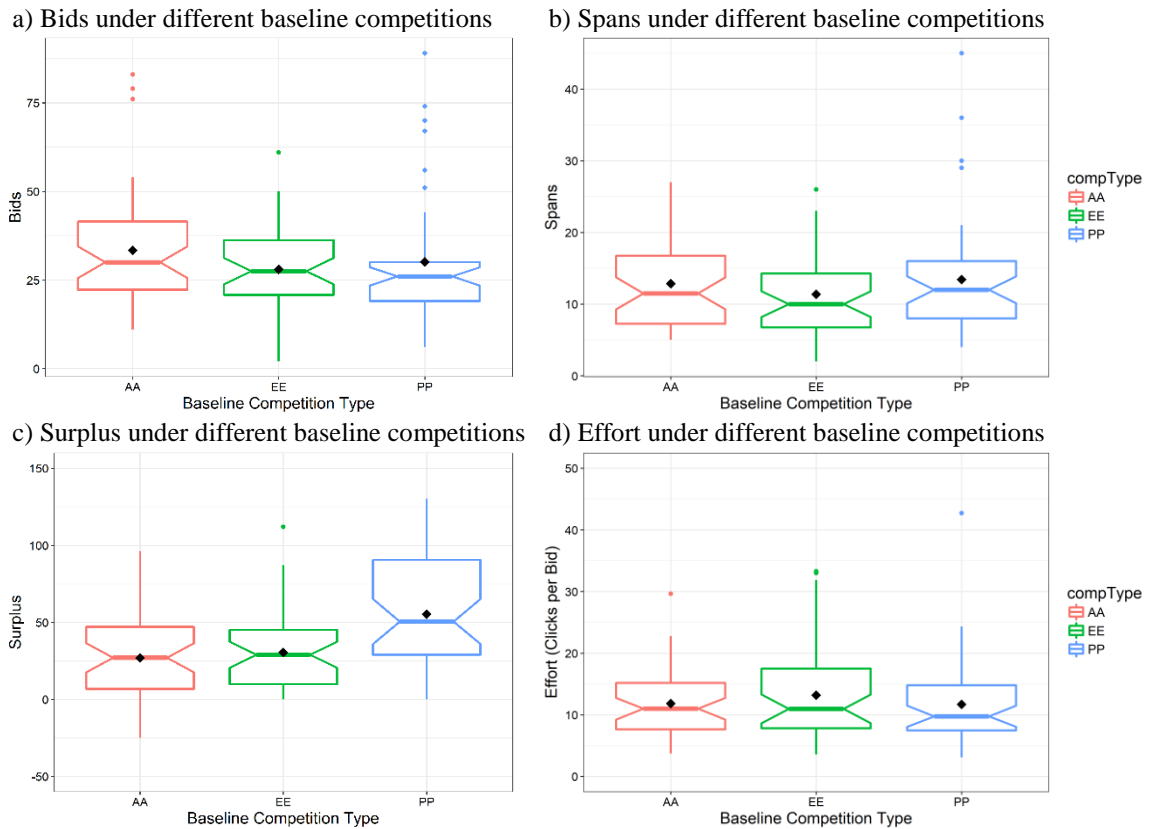 a) Bids under different baseline competitions
b) Spans under different baseline competitions
75
50
25
0
Bids
AA
EE
PP
Baseline Competition Type
40
30
20
10
0
Spans
AA
EE
PP
Baseline Competition Type
compType
AA
EE
PP
c) Surplus under different baseline competitions
d) Effort under different baseline competitions
150
100
50
0
-50
Surplus
AA
EE
PP
Baseline Competition Type
50
40
30
20
10
0
Effort (Clicks per Bid)
AA
EE
PP
Baseline Competition Type
compType
AA
EE
PP